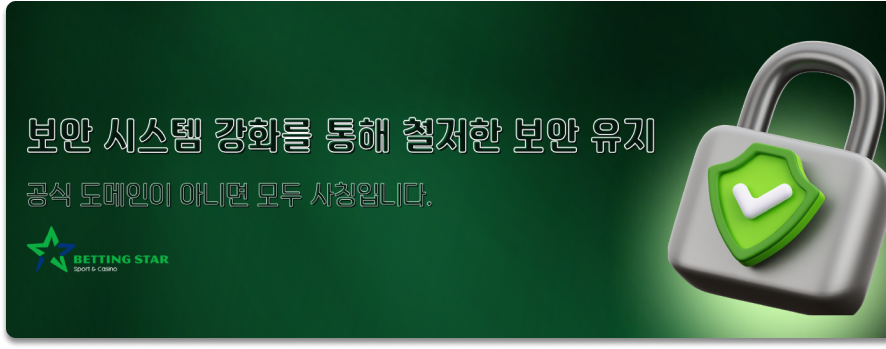 보안 시스템 강화를 통해 철저한 보안 유지
공식 도메인이 아니면 모두 사칭입니다.
BETTING STAR
Sport & Casino